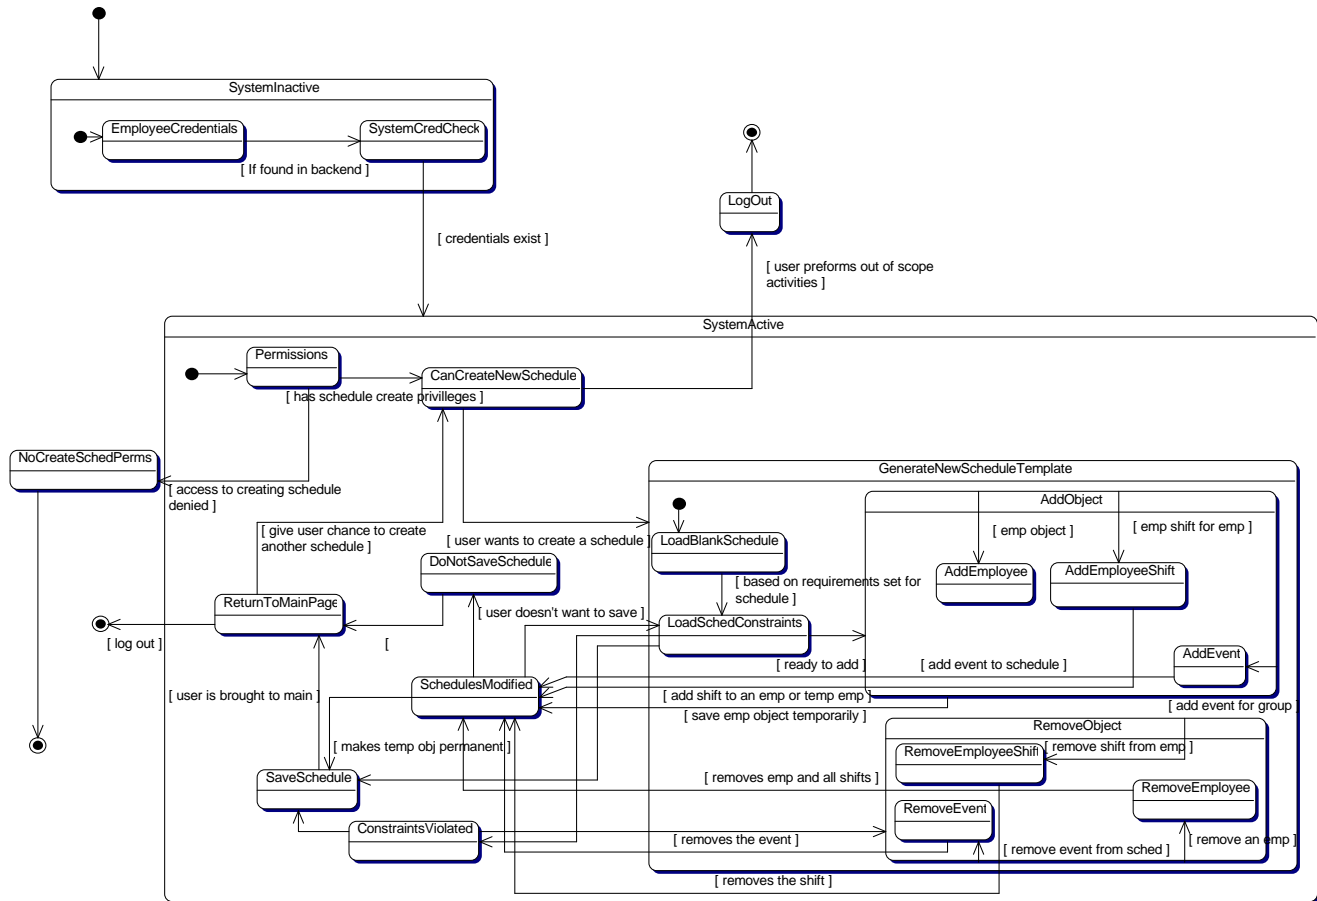 SystemInactive
EmployeeCredentials
SystemCredCheck
[ If found in backend ]
LogOut
[ credentials exist ]
[ user preforms out of scope
activities ]
SystemActive
Permissions
CanCreateNewSchedule
[ has schedule create privilleges ]
NoCreateSchedPerms
[ access to creating schedule
denied ]
GenerateNewScheduleTemplate
AddObject
[ give user chance to create
another schedule ]
[ user wants to create a schedule ]
LoadBlankSchedule
[ emp object ]
[ emp shift for emp ]
DoNotSaveSchedule
AddEmployee
AddEmployeeShift
[ based on requirements set for
schedule ]
ReturnToMainPage
[ user doesn't want to save ]
LoadSchedConstraints
[ log out ]
[
[ ready to add ]
[ add event to schedule ]
AddEvent
SchedulesModified
[ user is brought to main ]
[ add shift to an emp or temp emp ]
[ save emp object temporarily ]
[ add event for group ]
RemoveObject
[ makes temp obj permanent ]
RemoveEmployeeShift
[ remove shift from emp ]
SaveSchedule
[ removes emp and all shifts ]
RemoveEmployee
RemoveEvent
ConstraintsViolated
[ removes the event ]
[ remove event from sched ]
[ remove an emp ]
[ removes the shift ]